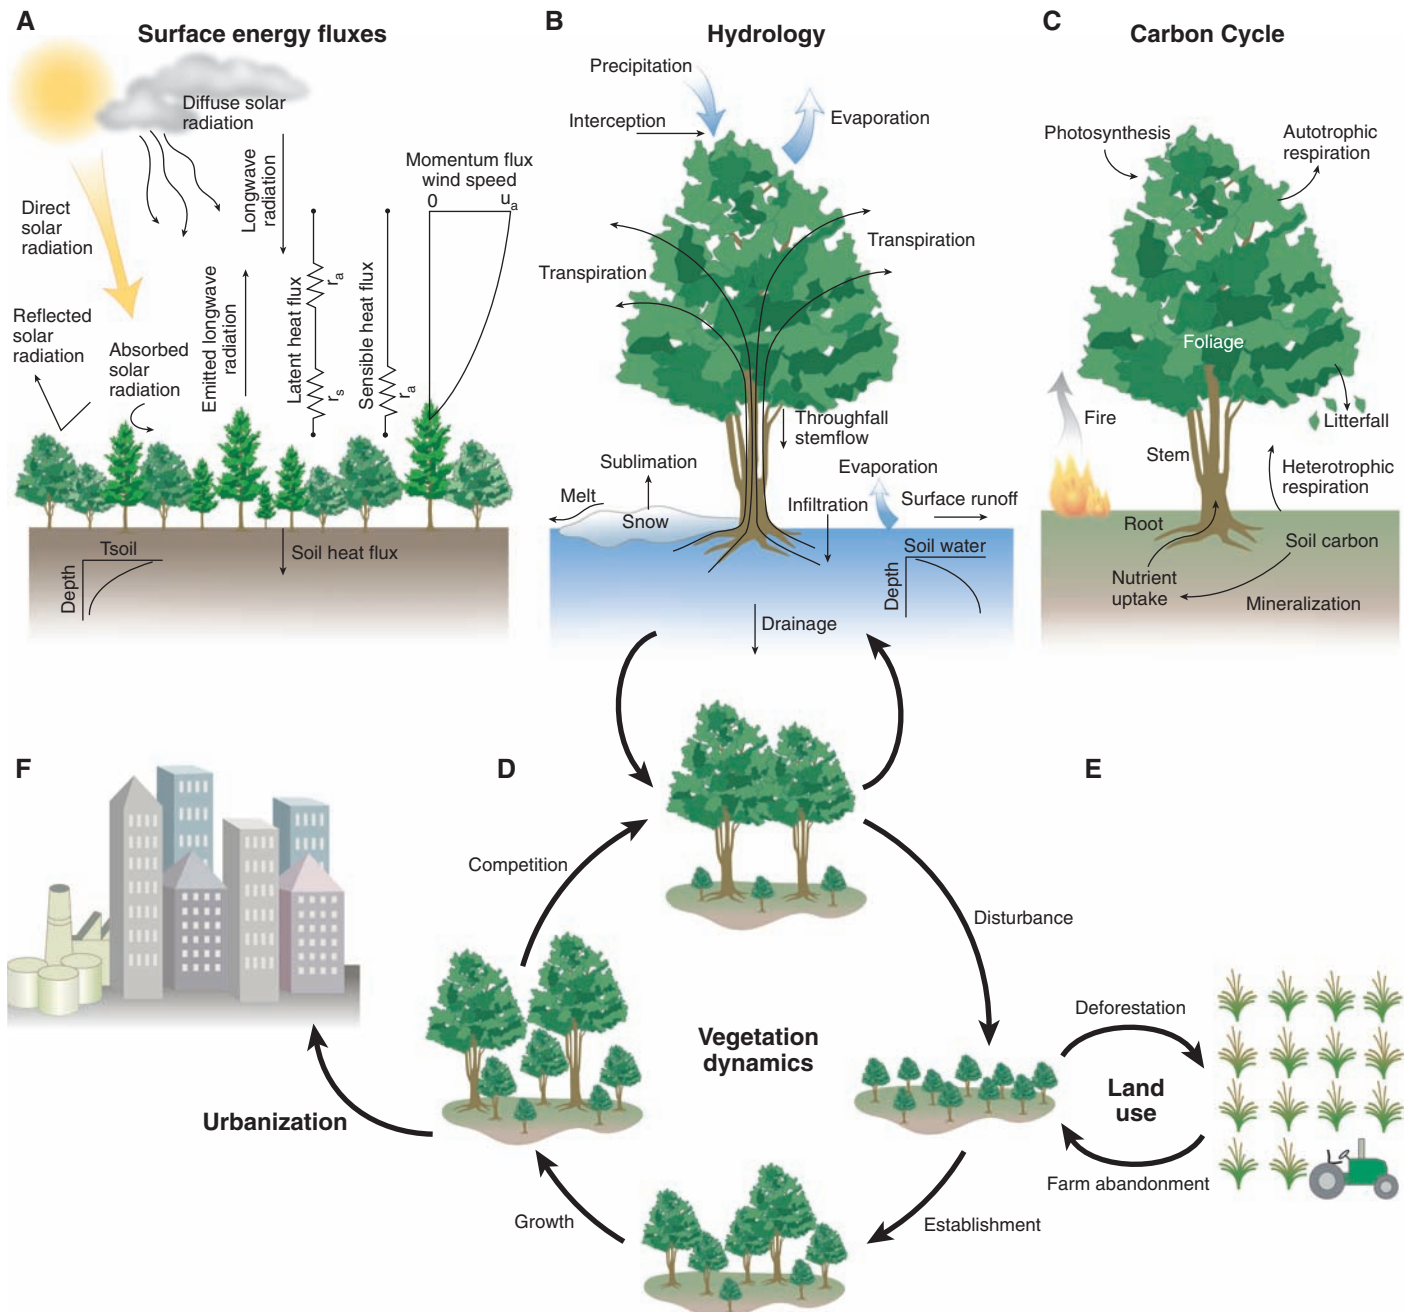 A
Surface energy fluxes
Diffuse solar
radiation
Direct
solar
radiation
Longwave
radiation
Momentum flux
wind speed
0
uₐ
Reflected
solar
radiation
Absorbed
solar
radiation
Emitted longwave
radiation
Latent heat flux
rₐ
rₛ
Sensible heat flux
rₐ
Tsoil
Depth
Soil heat flux
B
Hydrology
Precipitation
Interception
Evaporation
Transpiration
Transpiration
Throughfall
stemflow
Sublimation
Melt
Snow
Evaporation
Infiltration
Surface runoff
Soil water
Depth
Drainage
C
Carbon Cycle
Photosynthesis
Autotrophic
respiration
Foliage
Fire
Litterfall
Stem
Heterotrophic
respiration
Root
Soil carbon
Nutrient
uptake
Mineralization
F
Urbanization
D
Competition
Disturbance
Vegetation
dynamics
Growth
Establishment
E
Deforestation
Land
use
Farm abandonment